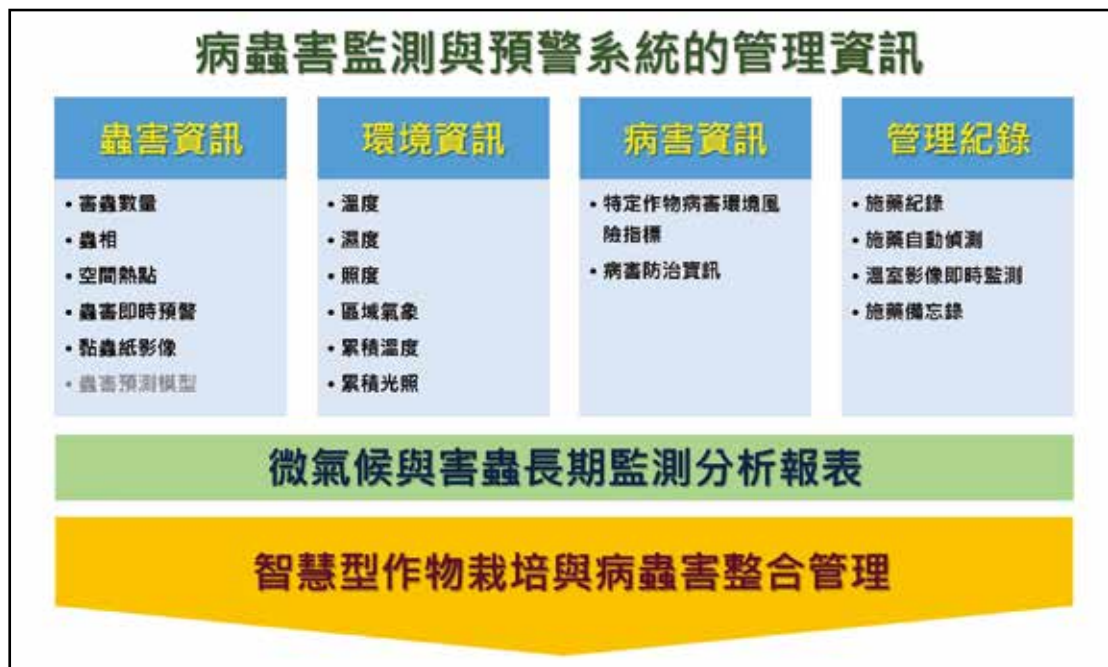 病蟲害監測與預警系統的管理資訊
蟲害資訊
• 害蟲數量
• 蟲相
• 空間熱點
• 蟲害即時預警
• 黏蟲紙影像
• 蟲害預測模型
環境資訊
• 溫度
• 濕度
• 照度
• 區域氣象
• 累積溫度
• 累積光照
病害資訊
• 特定作物病害環境風
險指標
• 病害防治資訊
管理紀錄
• 施藥紀錄
• 施藥自動偵測
• 溫室影像即時監測
• 施藥備忘錄
微氣候與害蟲長期監測分析報表
智慧型作物栽培與病蟲害整合管理